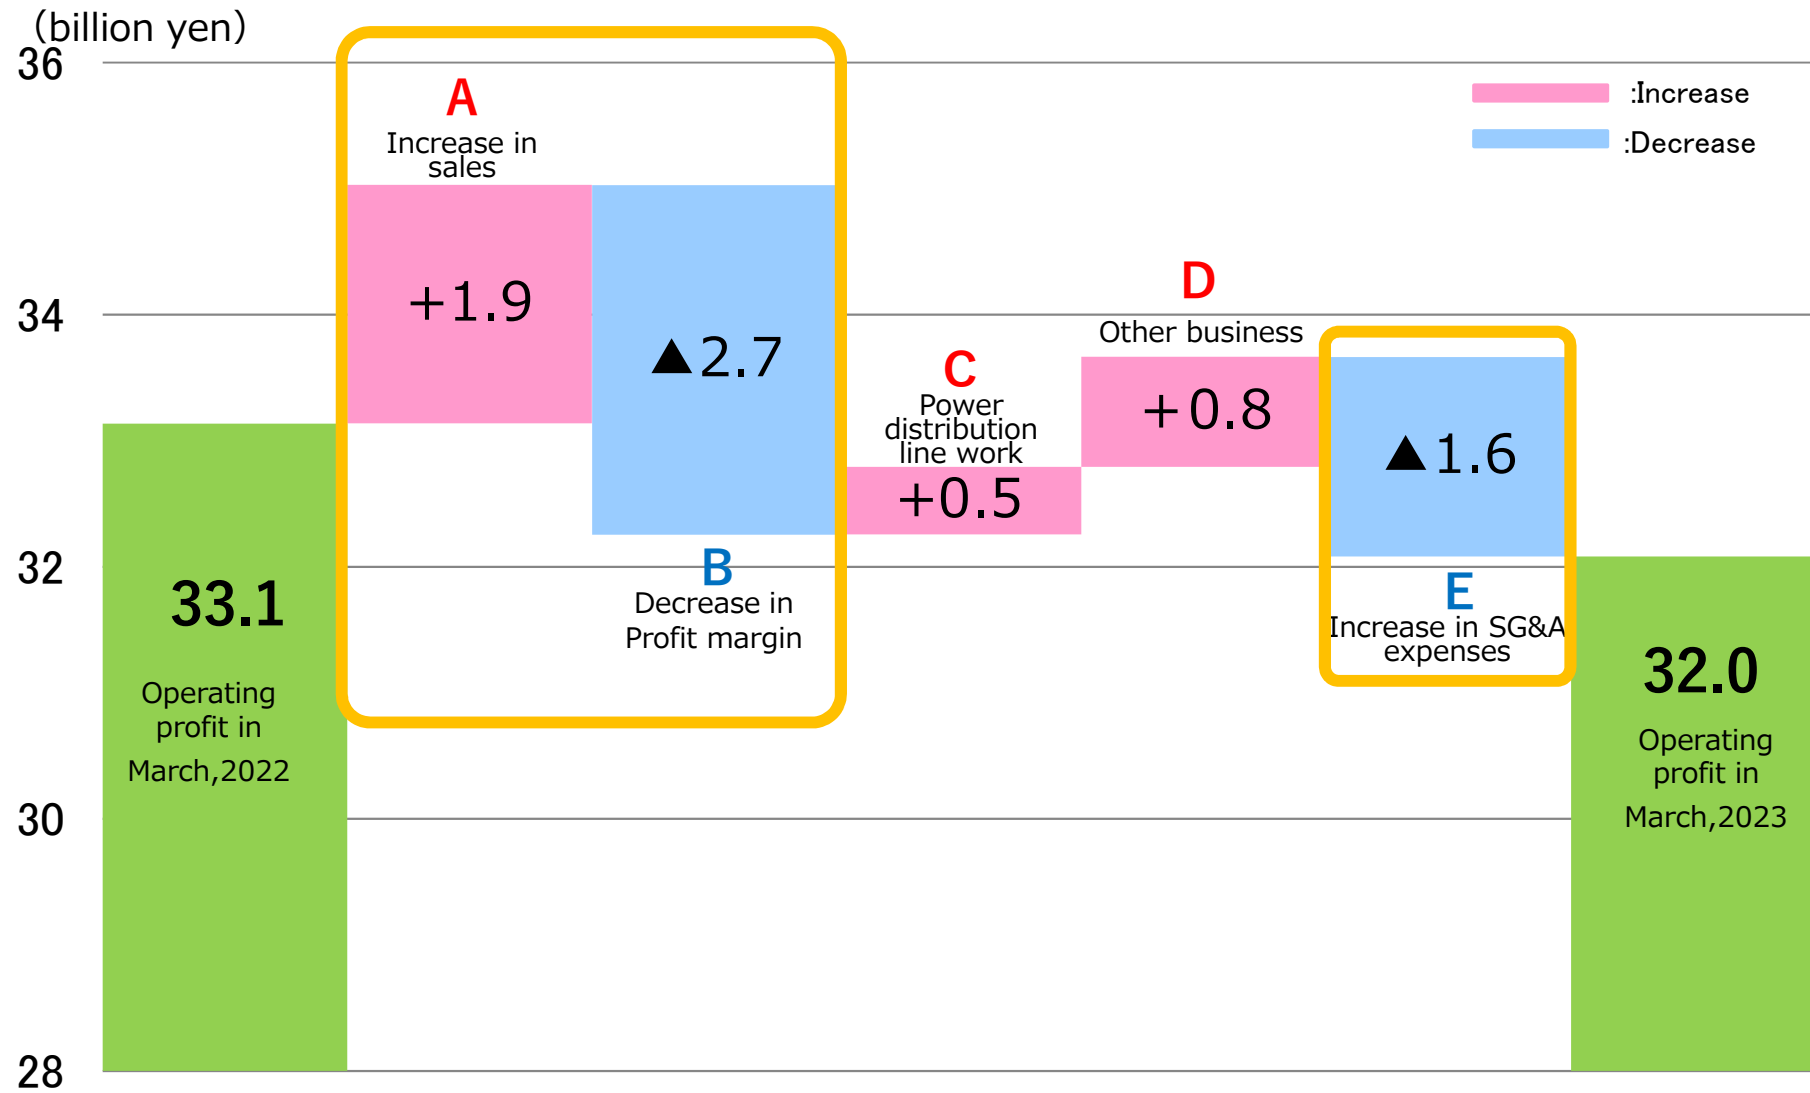 (billion yen)
36
34
32
30
28
:Increase
:Decrease
33.1
Operating
profit in
March,2022
A
Increase in
sales
+1.9
▲2.7
B
Decrease in
Profit margin
C
Power
distribution
line work
+0.5
D
Other business
+0.8
▲1.6
E
Increase in SG&A
expenses
32.0
Operating
profit in
March,2023